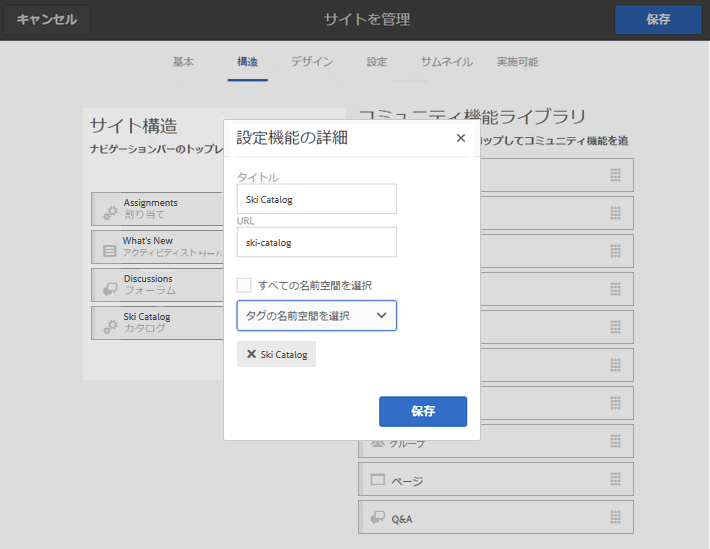 キャンセル
サイトを管理
保存
基本
構造
デザイン
設定
サムネイル
実施可能
サイト構造
ナビゲーションバーのトップレ
Assignments
割り当て
What's New
アクティビティストリーム
Discussions
フォーラム
Ski Catalog
カタログ
コミュニティ機能ライブラリ
ップしてコミュニティ機能を追
設定機能の詳細
タイトル
Ski Catalog
URL
ski-catalog
すべての名前空間を選択
タグの名前空間を選択
Ski Catalog
保存
グループ
ページ
Q&A